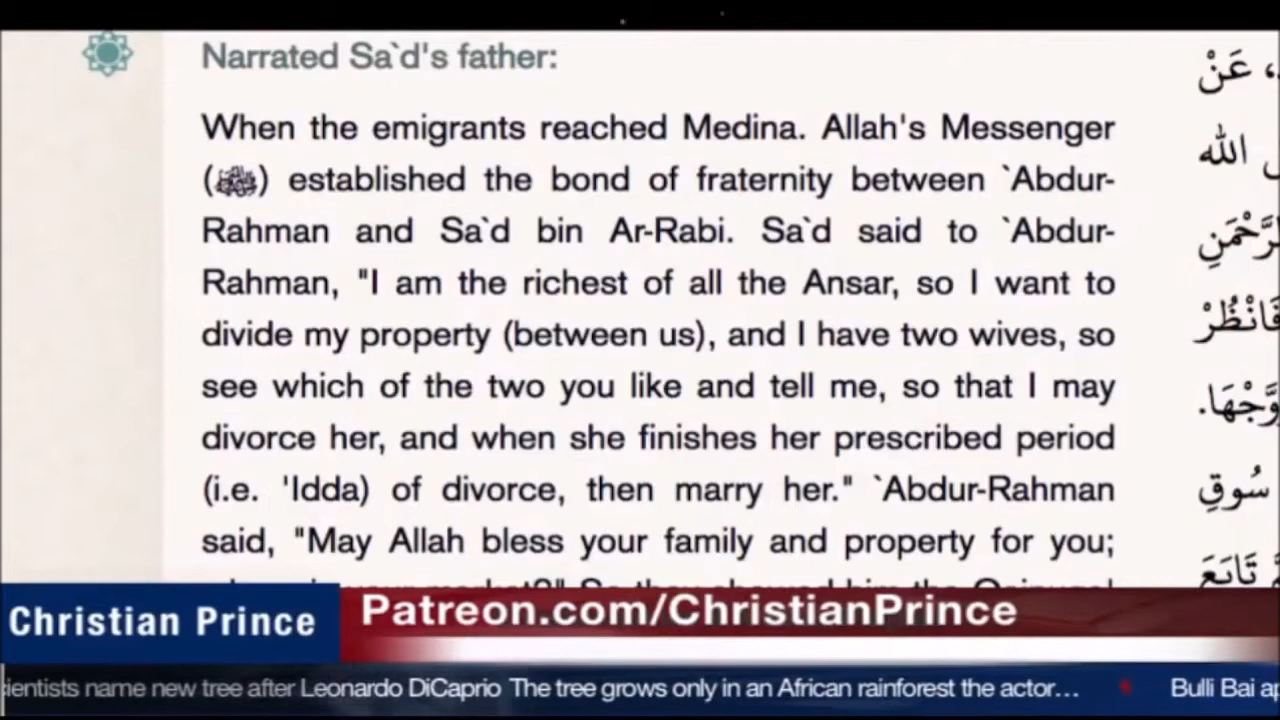 Narrated Sa`d's father:
When the emigrants reached Medina. Allah's Messenger
(ﷺ) established the bond of fraternity between `Abdur-
Rahman and Sa`d bin Ar-Rabi. Sa`d said to `Abdur-
Rahman, "I am the richest of all the Ansar, so I want to
divide my property (between us), and I have two wives, so
see which of the two you like and tell me, so that I may
divorce her, and when she finishes her prescribed period
(i.e. 'Idda) of divorce, then marry her." `Abdur-Rahman
said, "May Allah bless your family and property for you;
عَنْ
الله
فَانْظُرْ
سُوقِ
تَابَعَ
Christian Prince
Patreon.com/ChristianPrince
ientists name new tree after Leonardo DiCaprio The tree grows only in an African rainforest the actor… Bulli Bai ap